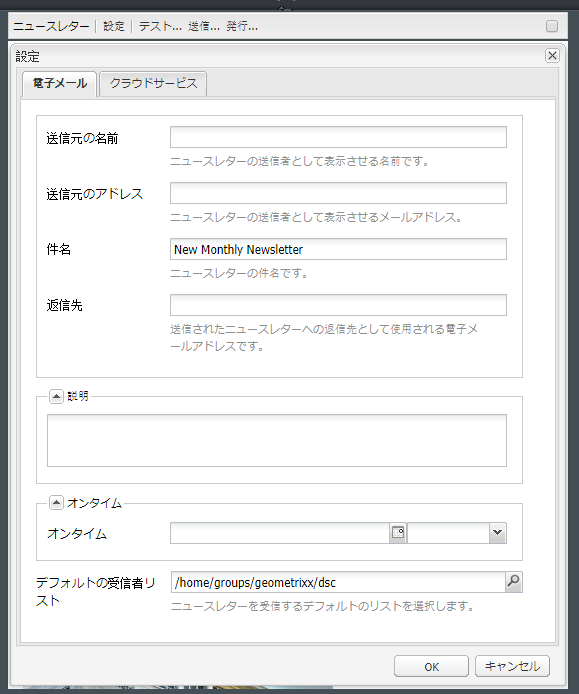 ニュースレター 設定 テスト... 送信... 発行...
設定
電子メール クラウドサービス
送信元の名前
ニュースレターの送信者として表示させる名前です。
送信元のアドレス
ニュースレターの送信者として表示させるメールアドレス。
件名 New Monthly Newsletter
ニュースレターの件名です。
返信先
送信されたニュースレターへの返信先として使用される電子メ
ールアドレスです。
説明
オンタイム
オンタイム
デフォルトの受信者リ /home/groups/geometrixx/dsc
スト
ニュースレターを受信するデフォルトのリストを選択します。
OK キャンセル